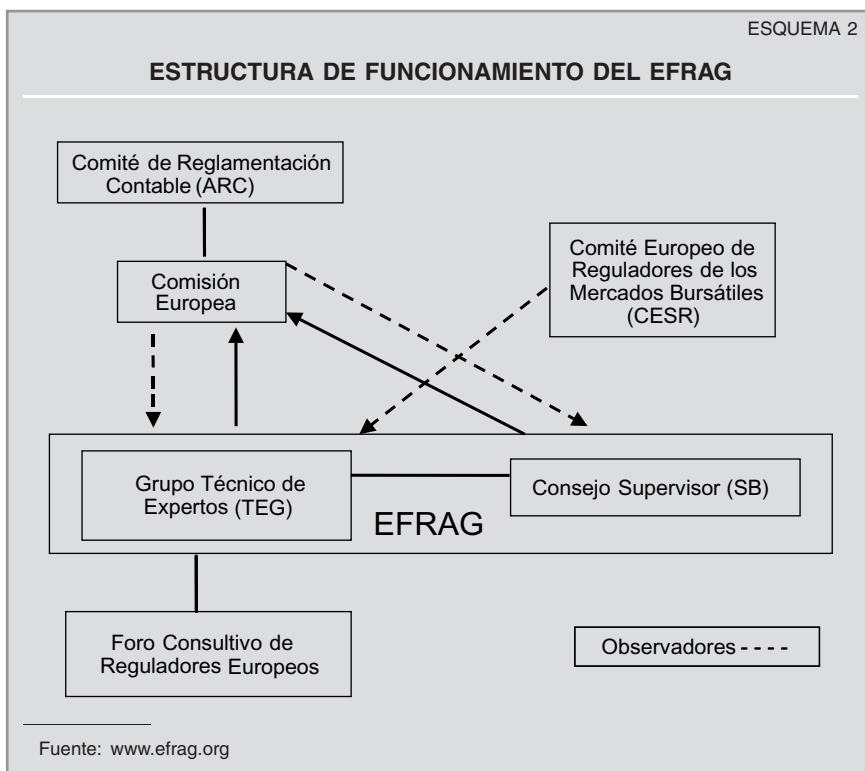 ESQUEMA 2
ESTRUCTURA DE FUNCIONAMIENTO DEL EFRAG
Comité de Reglamentación
Contable (ARC)
Comisión
Europea
Comité Europeo de
Reguladores de los
Mercados Bursátiles
(CESR)
Grupo Técnico de
Expertos (TEG)
Consejo Supervisor (SB)
EFRAG
Foro Consultivo de
Reguladores Europeos
Observadores - - - -
Fuente: www.efrag.org